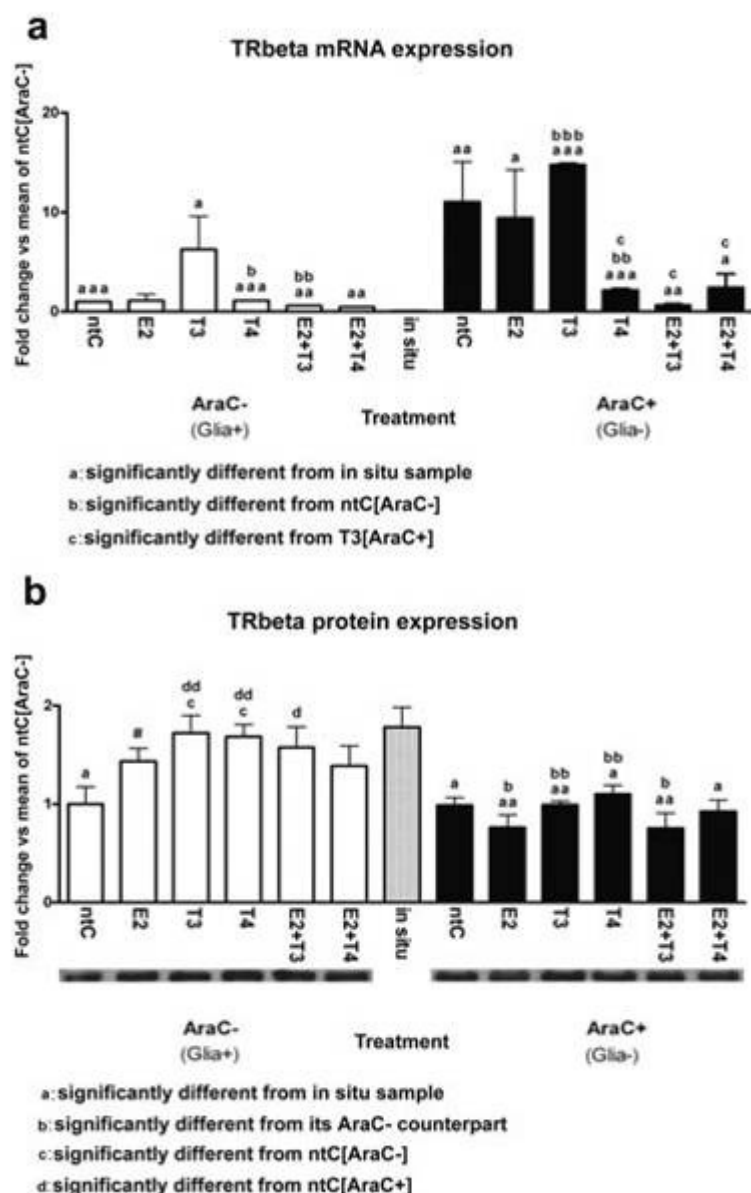 a
TRbeta mRNA expression
Fold change vs mean of ntC[AraC-]
20
10
0
aaa
a
b
aaa
bb
aa
aa
aa
a
bbb
aaa
c
bb
aaa
c
aa
c
a
ntC E2 T3 T4 E2+T3 E2+T4 in situ ntC E2 T3 T4 E2+T3 E2+T4
AraC- Treatment AraC+
(Glia+) (Glia-)
a:significantly different from in situ sample
b:significantly different from ntC[AraC-]
c:significantly different from T3[AraC+]
b
TRbeta protein expression
Fold change vs mean of ntC[AraC-]
2
1
0
a
#
dd
c
dd
c
d
a
b
aa
bb
aa
bb
a
b
aa
a
ntC E2 T3 T4 E2+T3 E2+T4 in situ ntC E2 T3 T4 E2+T3 E2+T4
AraC- Treatment AraC+
(Glia+) (Glia-)
a:significantly different from in situ sample
b:significantly different from its AraC- counterpart
c:significantly different from ntC[AraC-]
d:significantly different from ntC[AraC+]